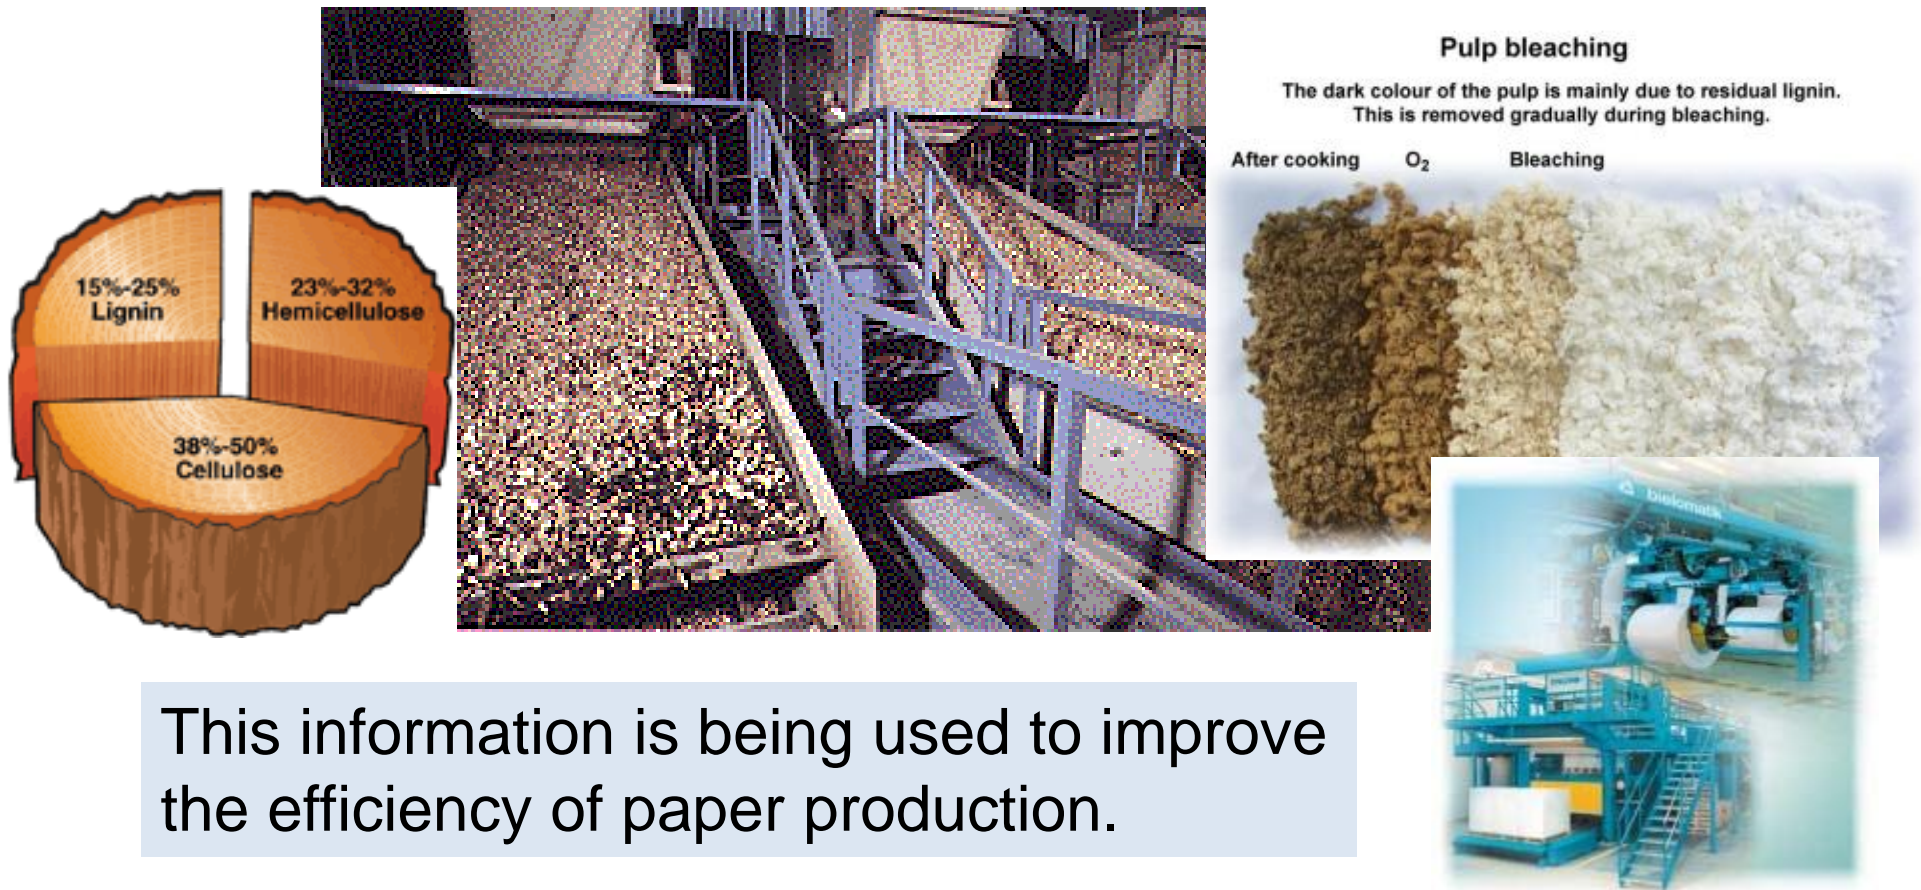 Pulp bleaching
The dark colour of the pulp is mainly due to residual lignin.
This is removed gradually during bleaching.
After cooking O₂ Bleaching
15%-25%
Lignin
23%-32%
Hemicellulose
38%-50%
Cellulose
bielomatik
This information is being used to improve
the efficiency of paper production.